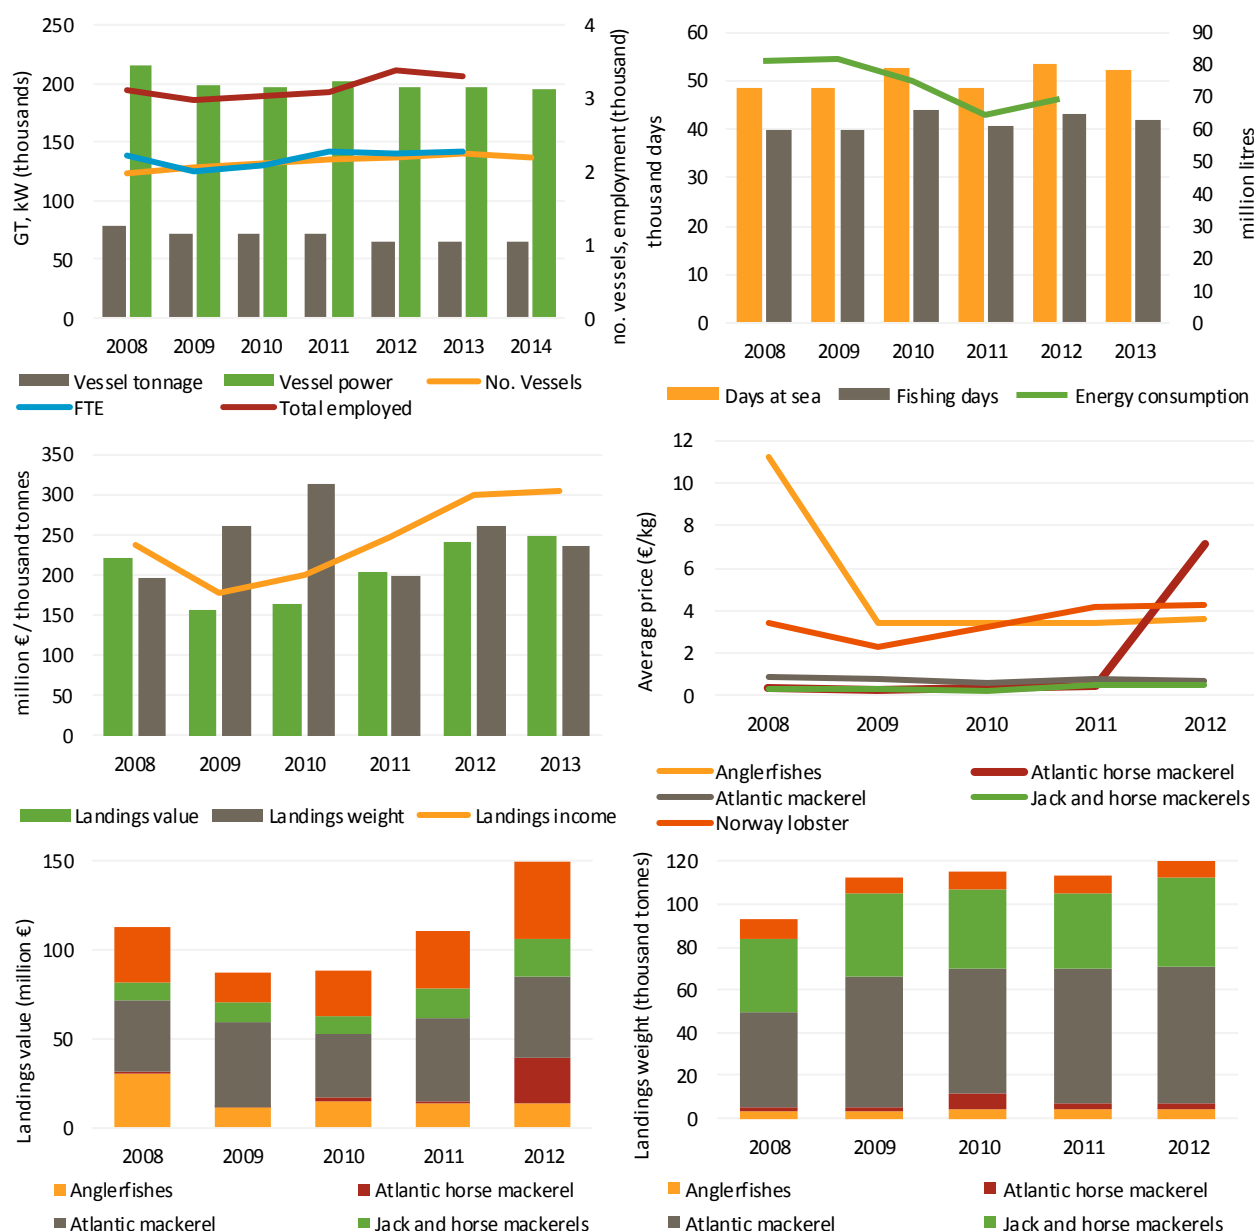 250
200
150
100
50
0
GT, kW (thousands)
4
3
2
1
0
no. vessels, employment (thousand)
2008 2009 2010 2011 2012 2013 2014
Vessel tonnage Vessel power No. Vessels
FTE Total employed
60
50
40
30
20
10
0
thousand days
90
80
70
60
50
40
30
20
10
0
million litres
2008 2009 2010 2011 2012 2013
Days at sea Fishing days Energy consumption
350
300
250
200
150
100
50
0
million €/ thousand tonnes
2008 2009 2010 2011 2012 2013
Landings value Landings weight Landings income
12
10
8
6
4
2
0
Average price (€/kg)
2008 2009 2010 2011 2012
Anglerfishes Atlantic horse mackerel
Atlantic mackerel Jack and horse mackerels
Norway lobster
150
100
50
0
Landings value (million €)
2008 2009 2010 2011 2012
Anglerfishes Atlantic horse mackerel
Atlantic mackerel Jack and horse mackerels
120
100
80
60
40
20
0
Landings weight (thousand tonnes)
2008 2009 2010 2011 2012
Anglerfishes Atlantic horse mackerel
Atlantic mackerel Jack and horse mackerels